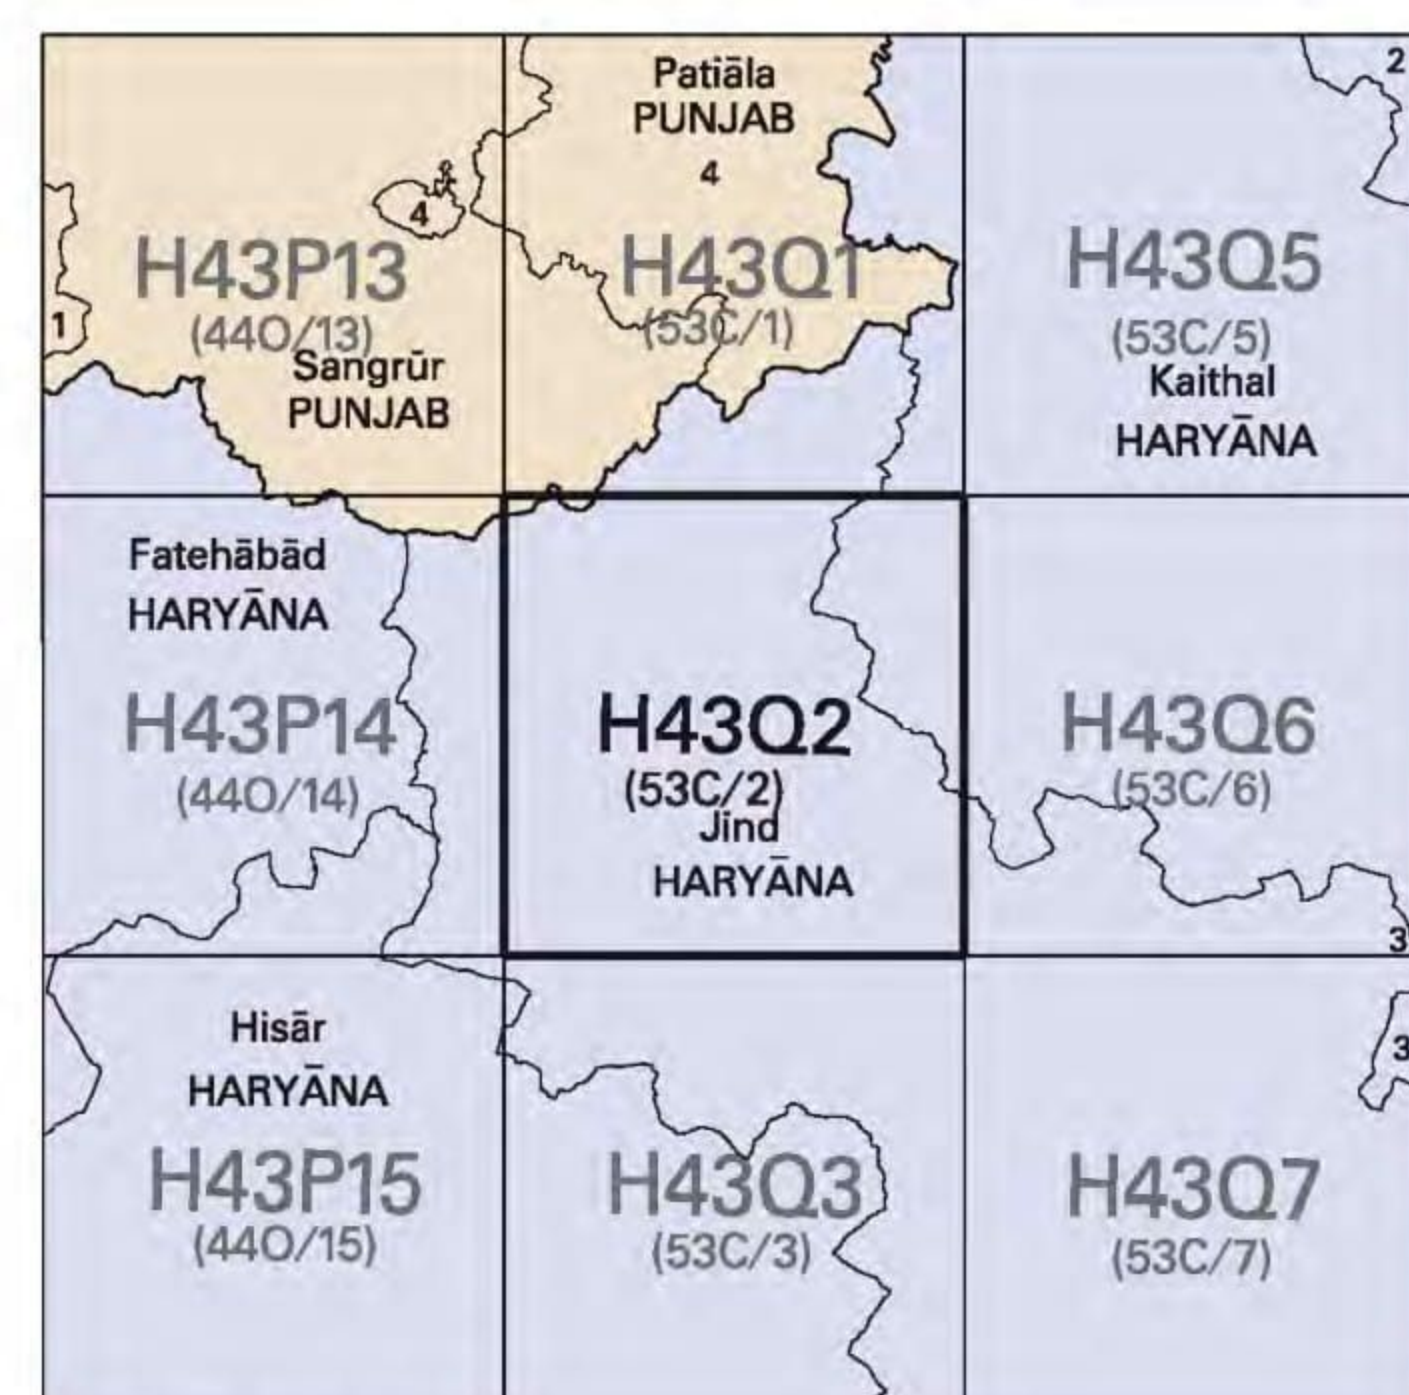 Patiāla
PUNJAB
4
2
4
H43P13
(44O/13)
H43Q1
(53C/1)
H43Q5
(53C/5)
1
Sangrūr
PUNJAB
Kaithal
HARYĀNA
Fatehābād
HARYĀNA
H43P14
(44O/14)
H43Q2
(53C/2)
Jīnd
HARYĀNA
H43Q6
(53C/6)
3
Hisār
HARYĀNA
3
H43P15
(44O/15)
H43Q3
(53C/3)
H43Q7
(53C/7)